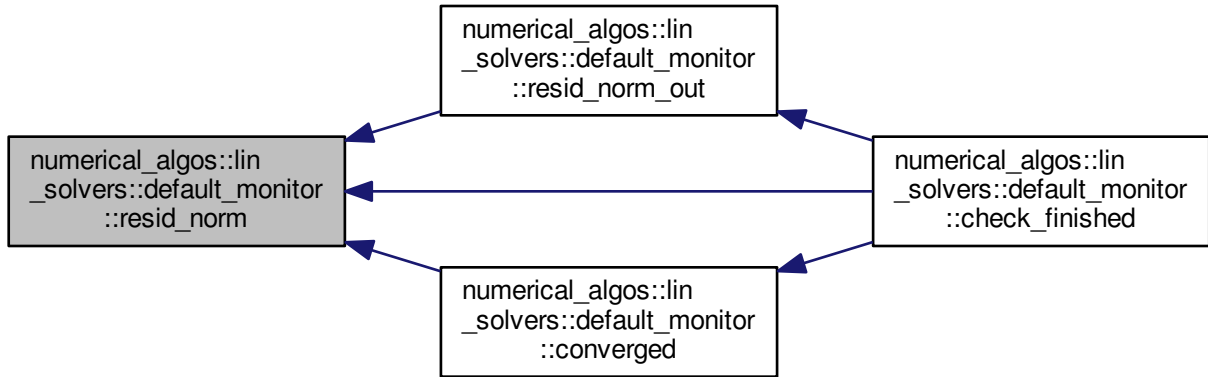 numerical_algos::lin
_solvers::default_monitor
::resid_norm_out
numerical_algos::lin
_solvers::default_monitor
::resid_norm
numerical_algos::lin
_solvers::default_monitor
::check_finished
numerical_algos::lin
_solvers::default_monitor
::converged